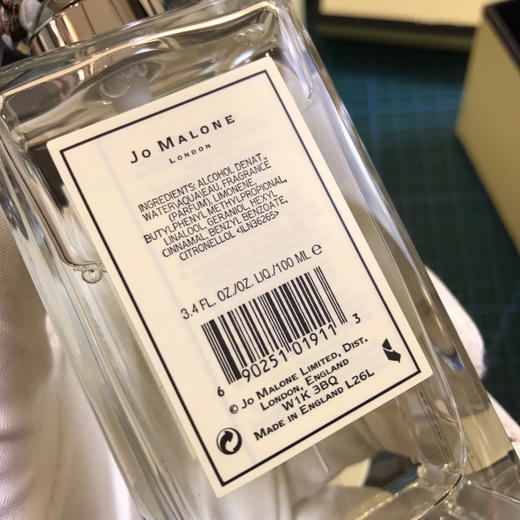 JO MALONE
LONDON
INGREDIENTS: ALCOHOL DENAT.,
WATER\AQUA\EAU, FRAGRANCE
(PARFUM), LIMONENE,
BUTYLPHENYL METHYLPROPIONAL,
LINALOOL, GERANIOL, HEXYL
CINNAMAL, BENZYL BENZOATE,
CITRONELLOL <ILN36265>
3.4 FL. OZ./OZ. LIQ./100 ML ℮
6 90251 01911 3
© JO MALONE LIMITED, DIST.
LONDON, ENGLAND
W1K 3BQ
MADE IN ENGLAND L26L